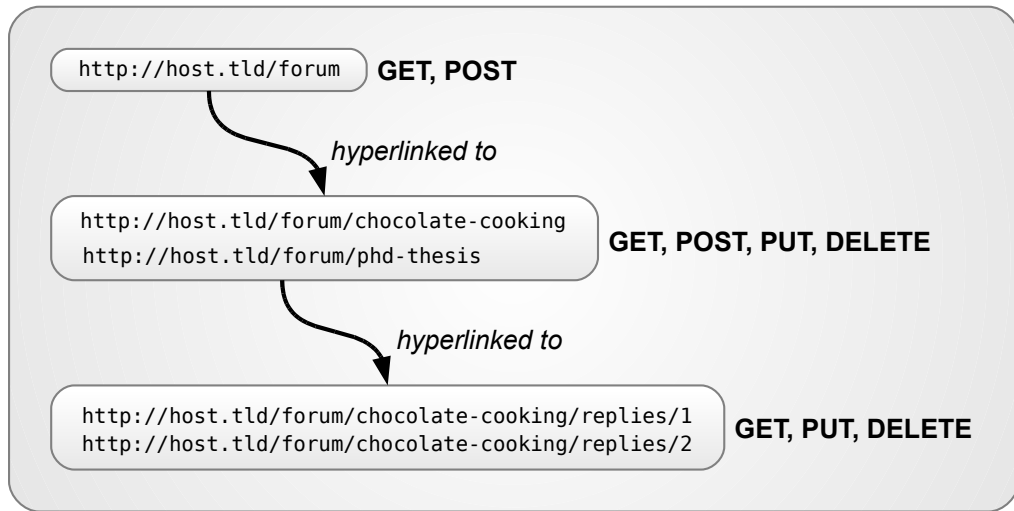 http://host.tld/forum GET, POST
hyperlinked to
http://host.tld/forum/chocolate-cooking
http://host.tld/forum/phd-thesis
GET, POST, PUT, DELETE
hyperlinked to
http://host.tld/forum/chocolate-cooking/replies/1
http://host.tld/forum/chocolate-cooking/replies/2
GET, PUT, DELETE